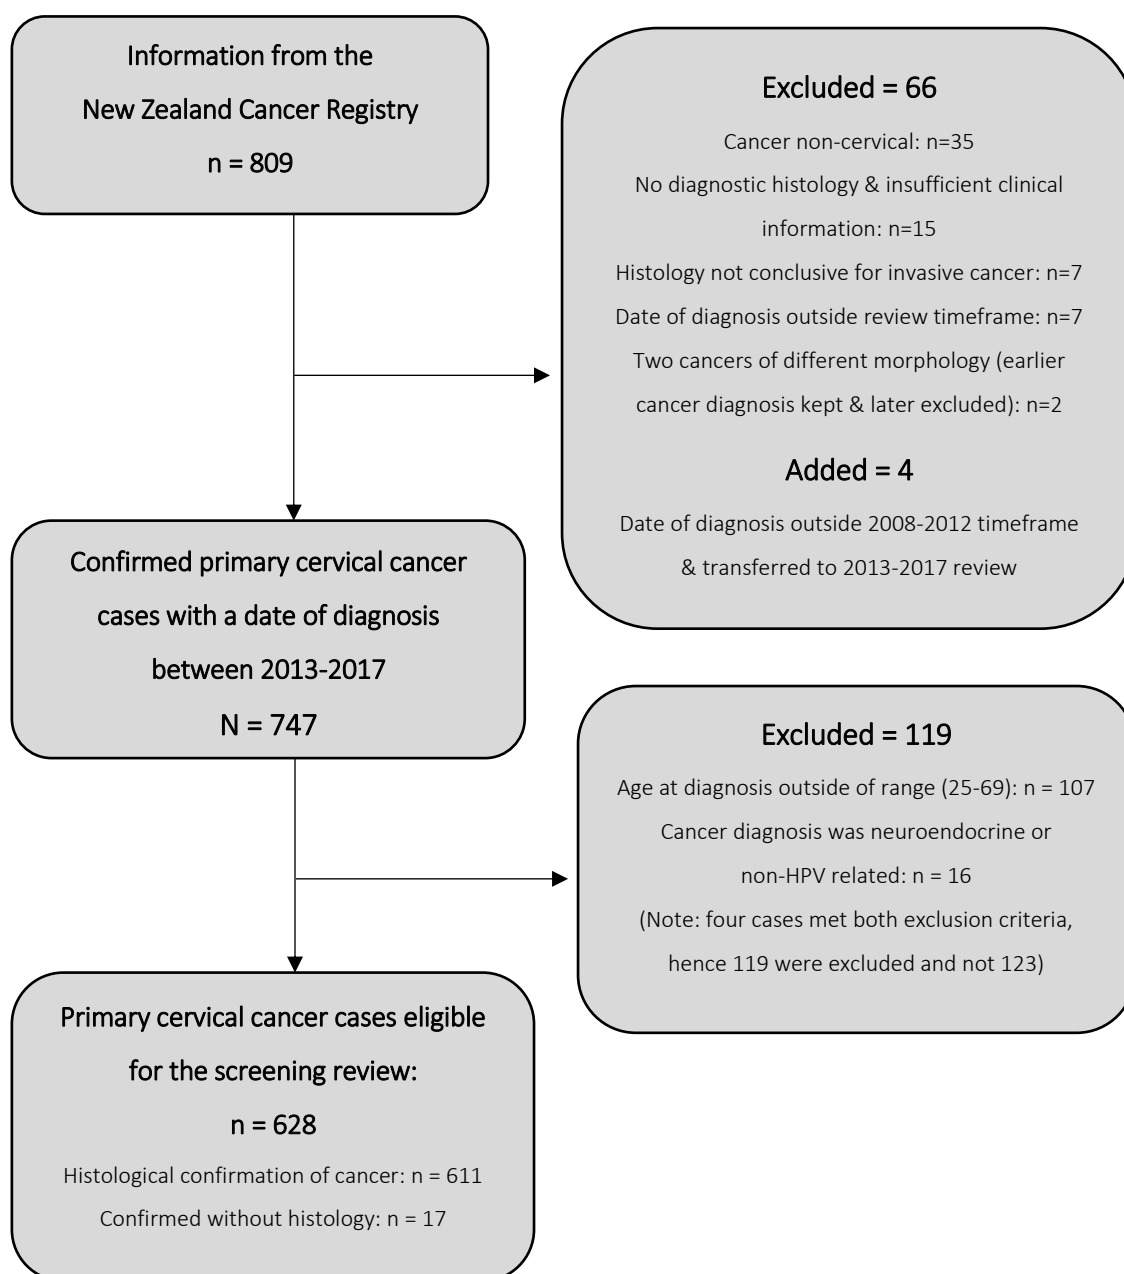 Information from the
New Zealand Cancer Registry
n = 809
Excluded = 66
Cancer non-cervical: n=35
No diagnostic histology & insufficient clinical
information: n=15
Histology not conclusive for invasive cancer: n=7
Date of diagnosis outside review timeframe: n=7
Two cancers of different morphology (earlier
cancer diagnosis kept & later excluded): n=2
Added = 4
Date of diagnosis outside 2008-2012 timeframe
& transferred to 2013-2017 review
Confirmed primary cervical cancer
cases with a date of diagnosis
between 2013-2017
N = 747
Excluded = 119
Age at diagnosis outside of range (25-69): n = 107
Cancer diagnosis was neuroendocrine or
non-HPV related: n = 16
(Note: four cases met both exclusion criteria,
hence 119 were excluded and not 123)
Primary cervical cancer cases eligible
for the screening review:
n = 628
Histological confirmation of cancer: n = 611
Confirmed without histology: n = 17